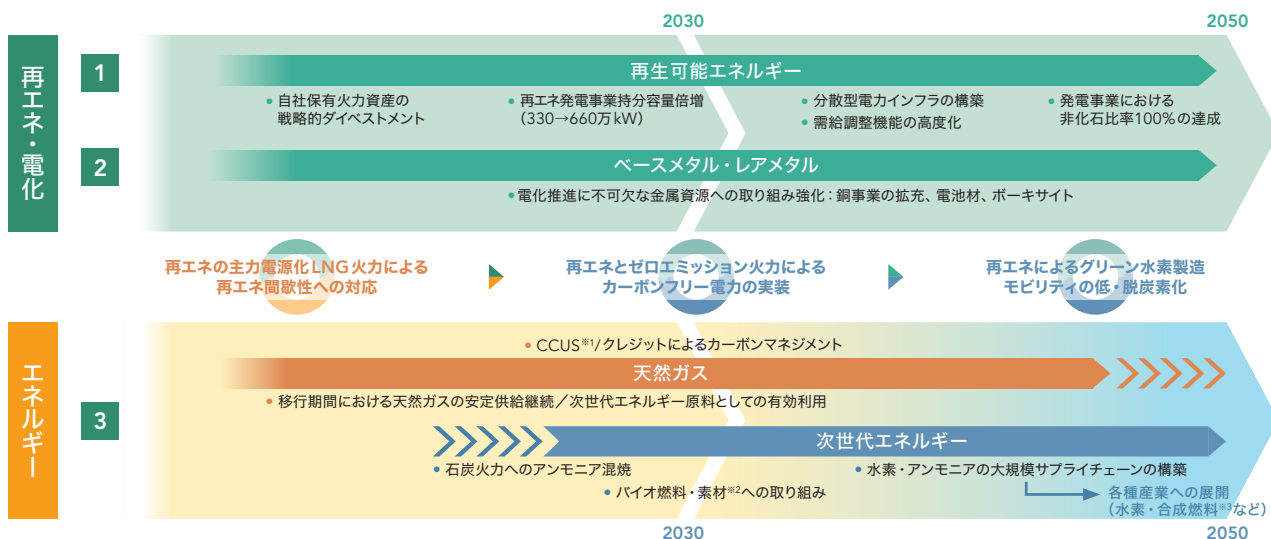 2030
2050
再エネ・電化
1
再生可能エネルギー
• 自社保有火力資産の
戦略的ダイベストメント
• 再エネ発電事業持分容量倍増
（330→660万kW）
• 分散型電力インフラの構築
• 需給調整機能の高度化
• 発電事業における
非化石比率100%の達成
2
ベースメタル・レアメタル
• 電化推進に不可欠な金属資源への取り組み強化：銅事業の拡充、電池材、ボーキサイト
再エネの主力電源化LNG火力による
再エネ間歇性への対応
再エネとゼロエミッション火力による
カーボンフリー電力の実装
再エネによるグリーン水素製造
モビリティの低・脱炭素化
エネルギー
3
• CCUS※1/クレジットによるカーボンマネジメント
天然ガス
• 移行期間における天然ガスの安定供給継続／次世代エネルギー原料としての有効利用
次世代エネルギー
• 石炭火力へのアンモニア混焼
• 水素・アンモニアの大規模サプライチェーンの構築
• バイオ燃料・素材※2への取り組み
各種産業への展開
（水素・合成燃料※3など）
2030
2050